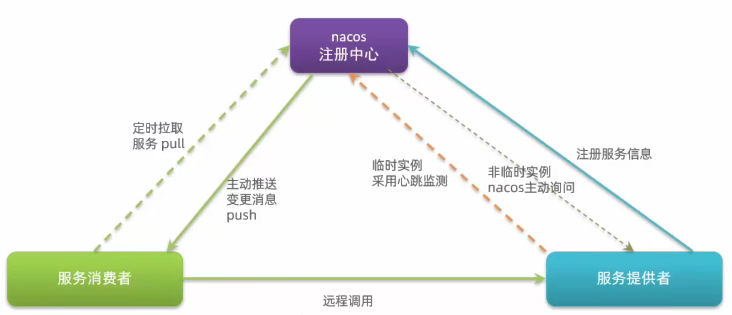 nacos
注册中心
定时拉取
服务 pull
主动推送
变更消息
push
临时实例
采用心跳监测
非临时实例
nacos主动询问
注册服务信息
服务消费者
服务提供者
远程调用